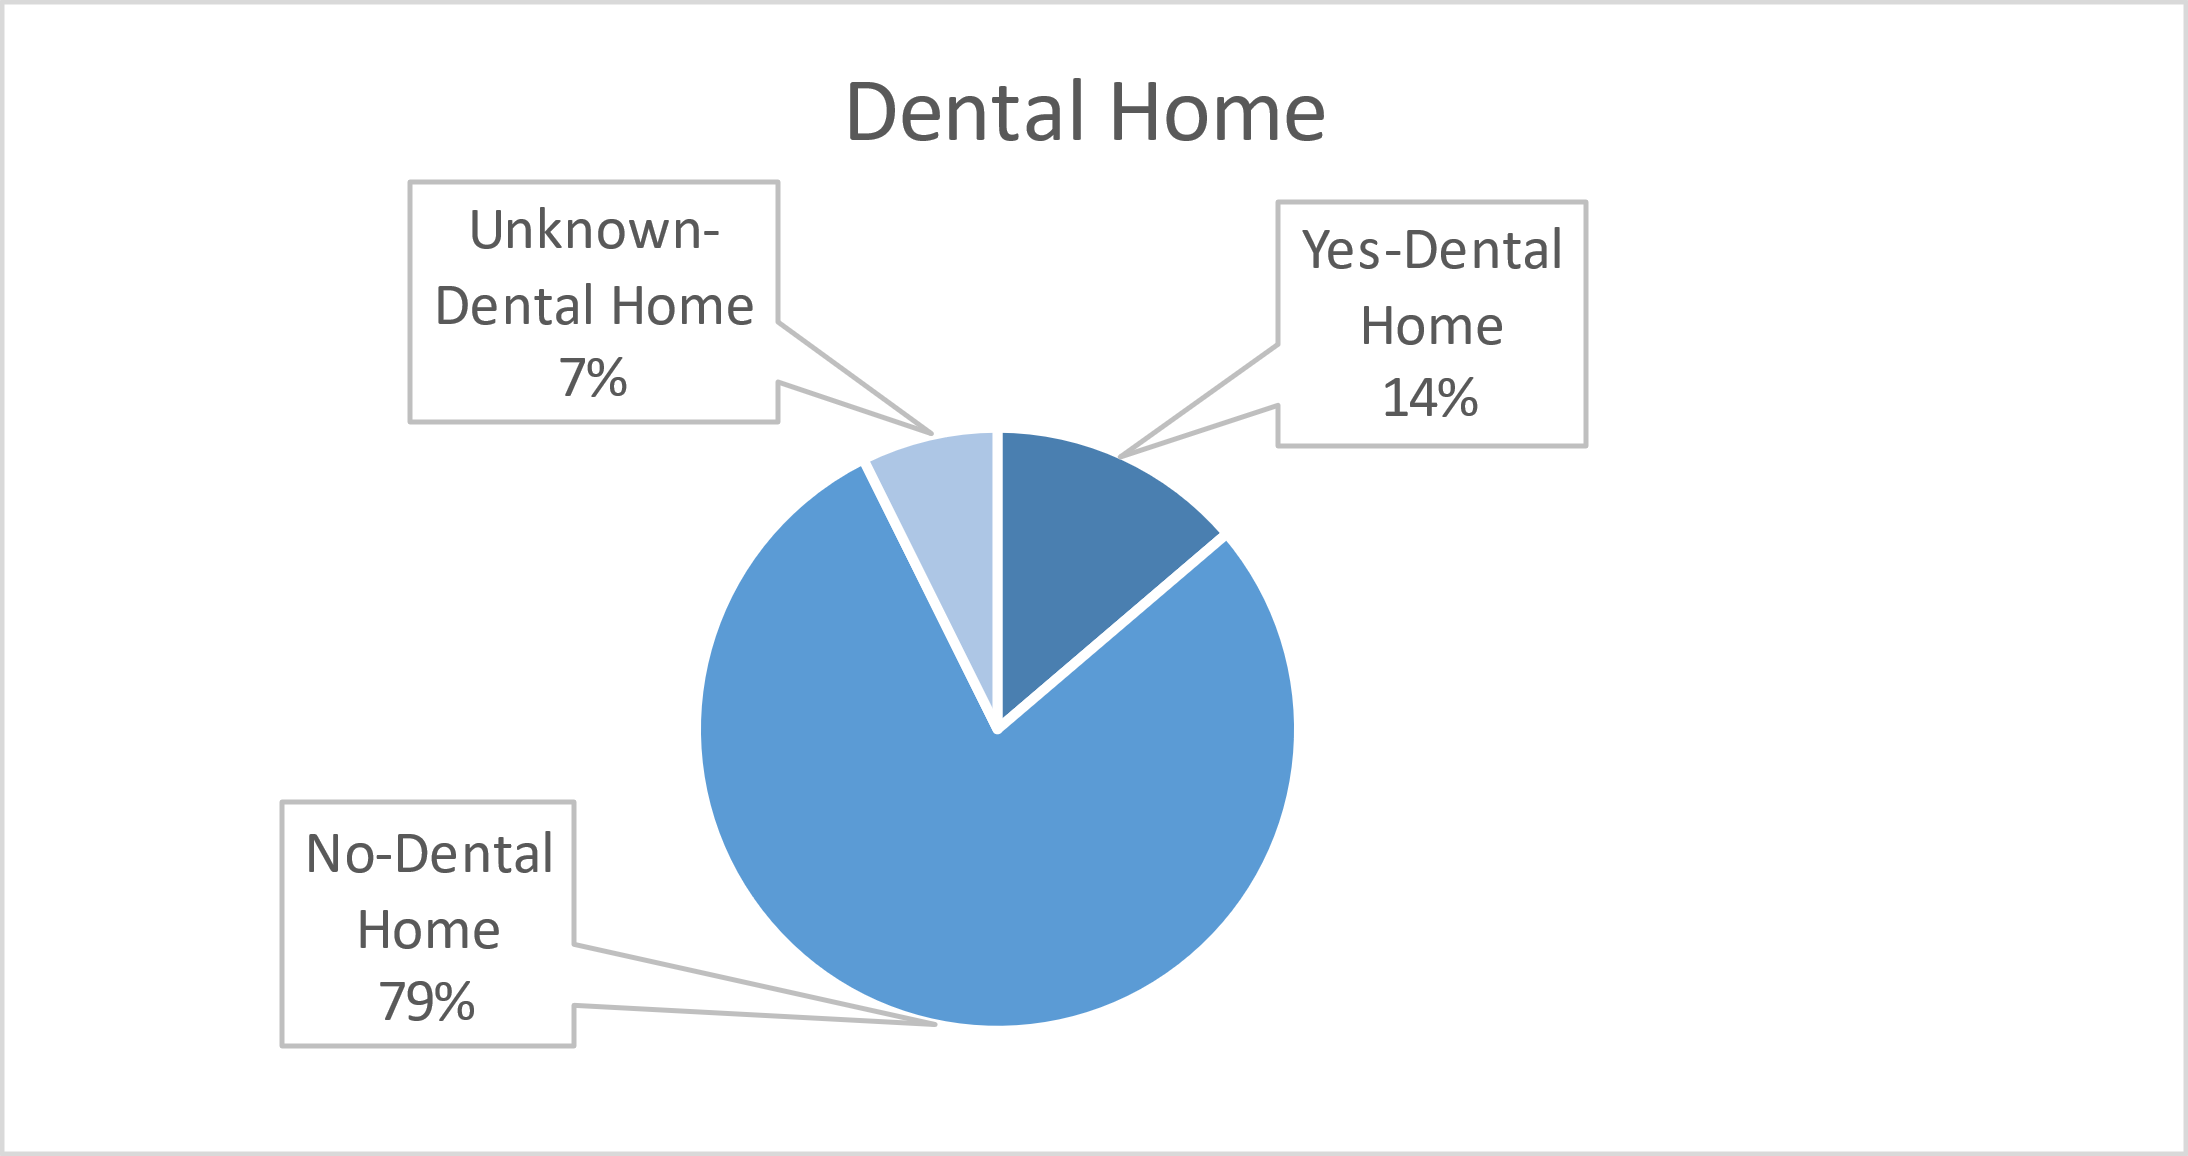 Dental Home
Unknown-
Dental Home
7%
Yes-Dental
Home
14%
No-Dental
Home
79%